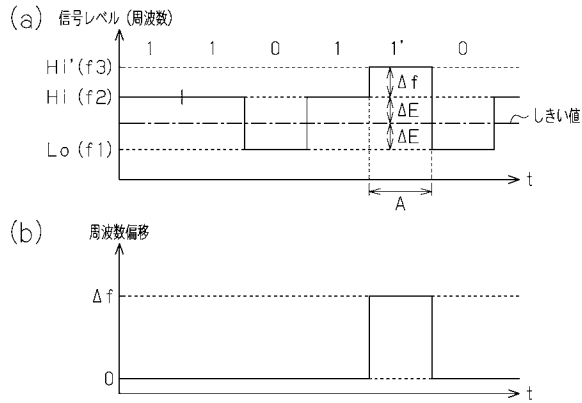 (a) 信号レベル(周波数)
1 1 0 1 1' 0
Hi'(f3)
Δf
Hi(f2)
ΔE
しきい値
ΔE
Lo(f1)
t
A
(b) 周波数偏移
Δf
0
t